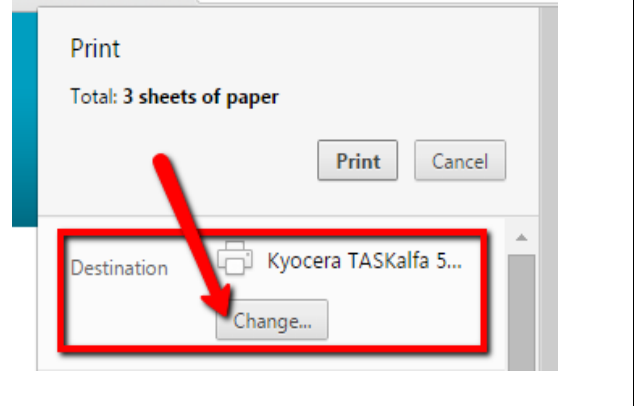 Print
Total: 3 sheets of paper
Print Cancel
Destination Kyocera TASKalfa 5...
Change...